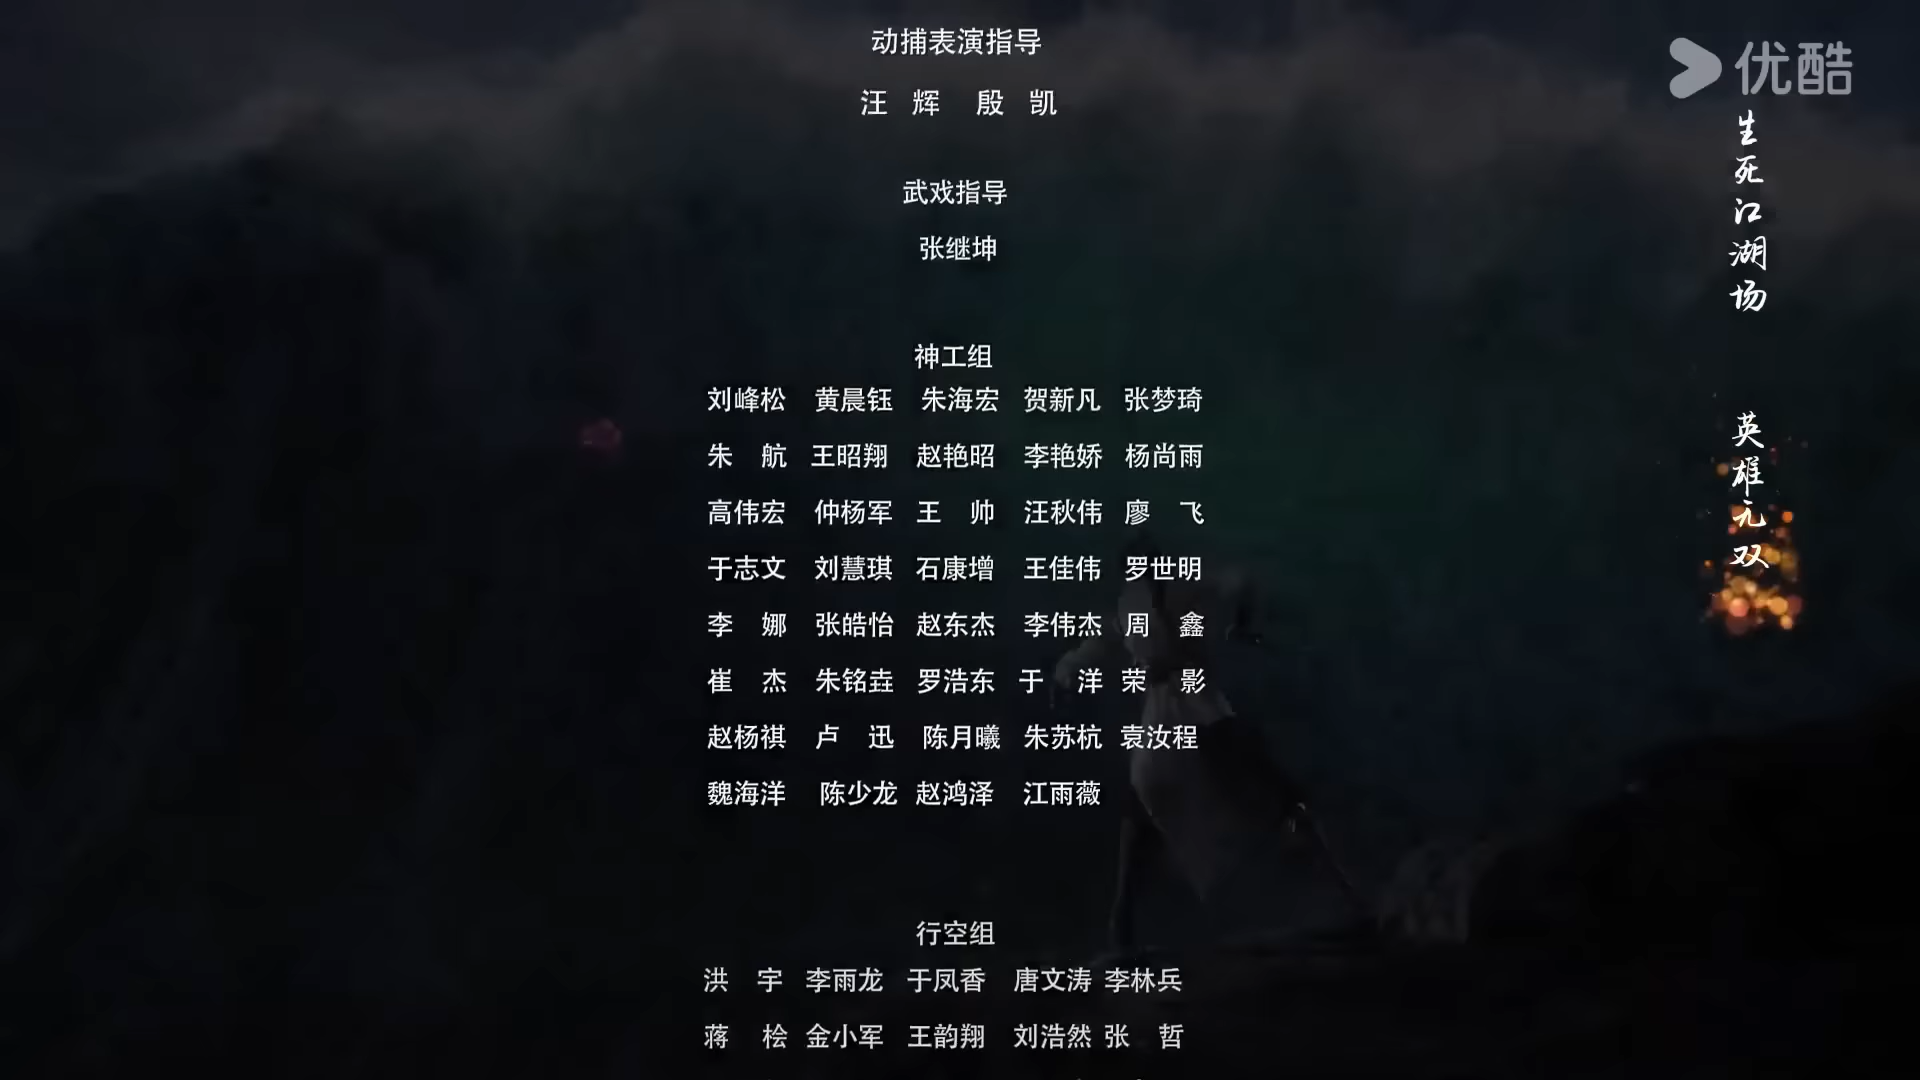 动捕表演指导
汪 辉 殷 凯
武戏指导
张继坤
神工组
刘峰松 黄晨钰 朱海宏 贺新凡 张梦琦
朱 航 王昭翔 赵艳昭 李艳娇 杨尚雨
高伟宏 仲杨军 王 帅 汪秋伟 廖 飞
于志文 刘慧琪 石康增 王佳伟 罗世明
李 娜 张皓怡 赵东杰 李伟杰 周 鑫
崔 杰 朱铭垚 罗浩东 于 洋 荣 影
赵杨祺 卢 迅 陈月曦 朱苏杭 袁汝程
魏海洋 陈少龙 赵鸿泽 江雨薇
行空组
洪 宇 李雨龙 于凤香 唐文涛 李林兵
蒋 桧 金小军 王韵翔 刘浩然 张 哲
优酷
生死江湖场
英雄元双